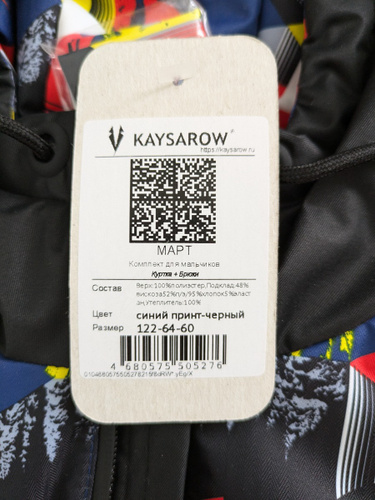 KAYSAROW®
https://kaysarow.ru
МАРТ
Комплект для мальчиков
Куртка + Брюки
Состав Верх:100%полиэстер,Подклад:48%
вискоза52%п/э/95%хлопок5%эласт
ан,Утеплитель:100%
Цвет синий принт-черный
Размер 122-64-60
4 680575 505276